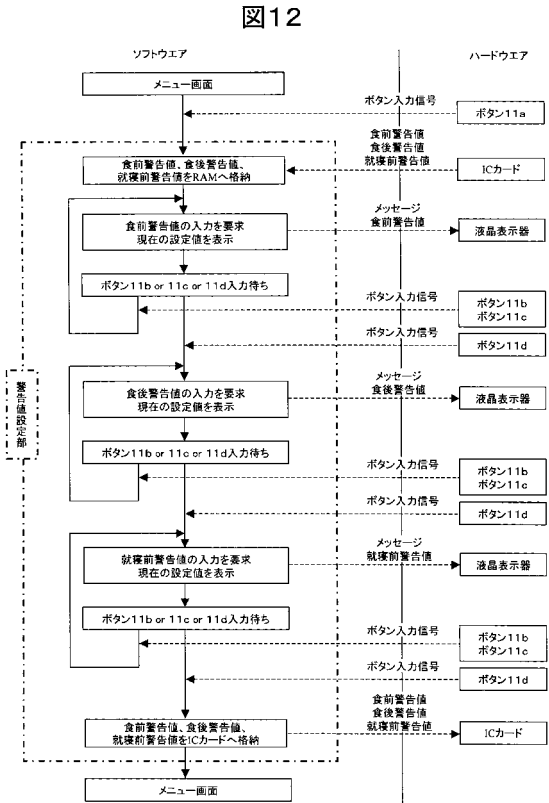 図12
ソフトウエア
ハードウエア
メニュー画面
ボタン入力信号
ボタン11a
食前警告値
食後警告値
就寝前警告値
食前警告値、食後警告値、
就寝前警告値をRAMへ格納
ICカード
メッセージ
食前警告値
食前警告値の入力を要求
現在の設定値を表示
液晶表示器
ボタン11b or 11c or 11d入力待ち
ボタン入力信号
ボタン11b
ボタン11c
ボタン入力信号
ボタン11d
警告値設定部
メッセージ
食後警告値
食後警告値の入力を要求
現在の設定値を表示
液晶表示器
ボタン11b or 11c or 11d入力待ち
ボタン入力信号
ボタン11b
ボタン11c
ボタン入力信号
ボタン11d
メッセージ
就寝前警告値
就寝前警告値の入力を要求
現在の設定値を表示
液晶表示器
ボタン11b or 11c or 11d入力待ち
ボタン入力信号
ボタン11b
ボタン11c
ボタン入力信号
ボタン11d
食前警告値
食後警告値
就寝前警告値
食前警告値、食後警告値、
就寝前警告値をICカードへ格納
ICカード
メニュー画面